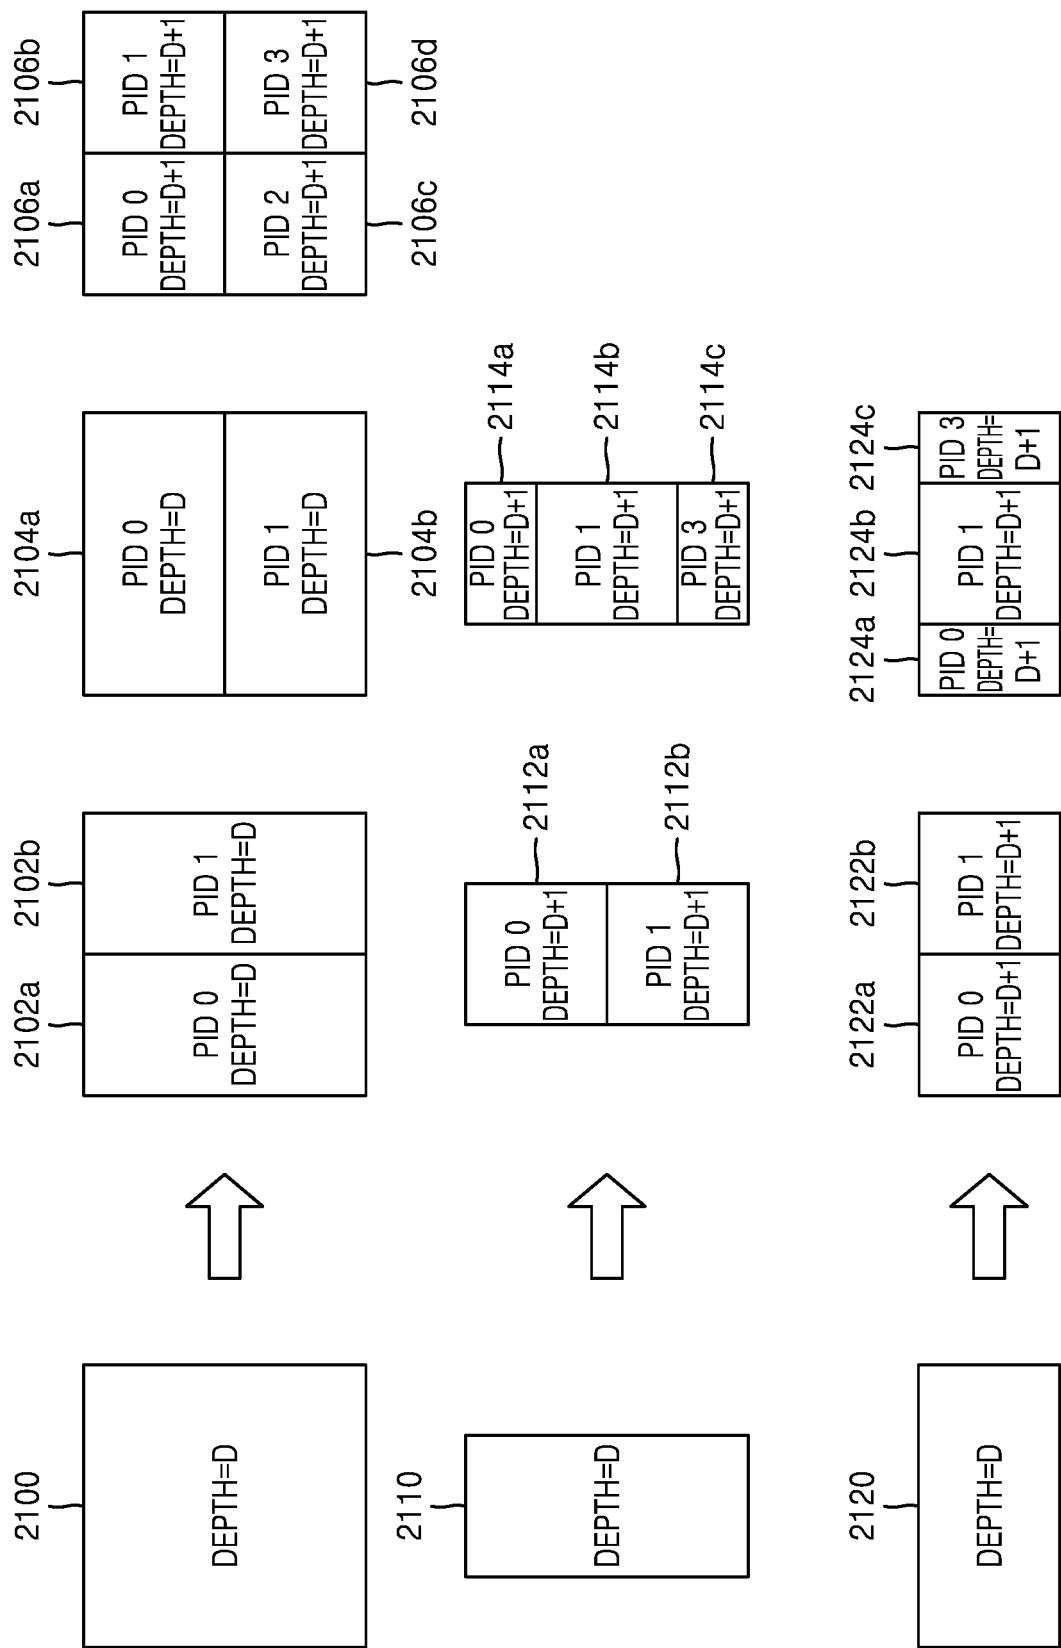 2100
DEPTH=D
2102a
2102b
PID 0
DEPTH=D
PID 1
DEPTH=D
2104a
PID 0
DEPTH=D
PID 1
DEPTH=D
2104b
2106a
2106b
PID 0
DEPTH=D+1
PID 1
DEPTH=D+1
PID 2
DEPTH=D+1
PID 3
DEPTH=D+1
2106c
2106d
2110
DEPTH=D
PID 0
DEPTH=D+1
2112a
PID 1
DEPTH=D+1
2112b
PID 0
DEPTH=D+1
2114a
PID 1
DEPTH=D+1
2114b
PID 3
DEPTH=D+1
2114c
2120
DEPTH=D
2122a
2122b
PID 0
DEPTH=D+1
PID 1
DEPTH=D+1
2124a
2124b
2124c
PID 0
DEPTH=
D+1
PID 1
DEPTH=D+1
PID 3
DEPTH=
D+1